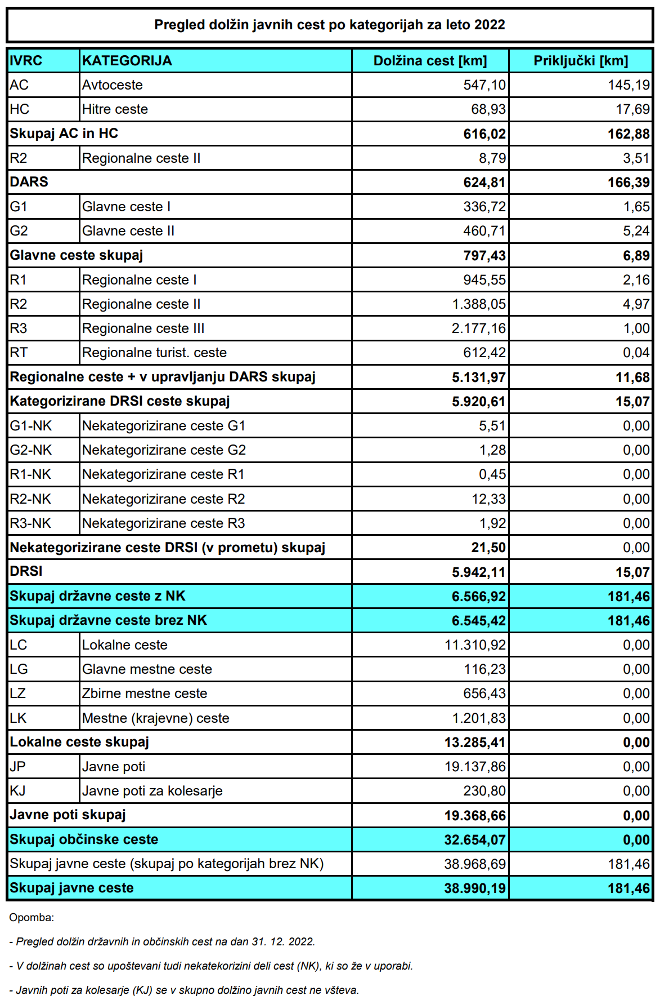 Pregled dolžin javnih cest po kategorijah za leto 2022
IVRC KATEGORIJA Dolžina cest [km] Priključki [km]
AC Avtoceste 547,10 145,19
HC Hitre ceste 68,93 17,69
Skupaj AC in HC 616,02 162,88
R2 Regionalne ceste II 8,79 3,51
DARS 624,81 166,39
G1 Glavne ceste I 336,72 1,65
G2 Glavne ceste II 460,71 5,24
Glavne ceste skupaj 797,43 6,89
R1 Regionalne ceste I 945,55 2,16
R2 Regionalne ceste II 1.388,05 4,97
R3 Regionalne ceste III 2.177,16 1,00
RT Regionalne turist. ceste 612,42 0,04
Regionalne ceste + v upravljanju DARS skupaj 5.131,97 11,68
Kategorizirane DRSI ceste skupaj 5.920,61 15,07
G1-NK Nekategorizirane ceste G1 5,51 0,00
G2-NK Nekategorizirane ceste G2 1,28 0,00
R1-NK Nekategorizirane ceste R1 0,45 0,00
R2-NK Nekategorizirane ceste R2 12,33 0,00
R3-NK Nekategorizirane ceste R3 1,92 0,00
Nekategorizirane ceste DRSI (v prometu) skupaj 21,50 0,00
DRSI 5.942,11 15,07
Skupaj državne ceste z NK 6.566,92 181,46
Skupaj državne ceste brez NK 6.545,42 181,46
LC Lokalne ceste 11.310,92 0,00
LG Glavne mestne ceste 116,23 0,00
LZ Zbirne mestne ceste 656,43 0,00
LK Mestne (krajevne) ceste 1.201,83 0,00
Lokalne ceste skupaj 13.285,41 0,00
JP Javne poti 19.137,86 0,00
KJ Javne poti za kolesarje 230,80 0,00
Javne poti skupaj 19.368,66 0,00
Skupaj občinske ceste 32.654,07 0,00
Skupaj javne ceste (skupaj po kategorijah brez NK) 38.968,69 181,46
Skupaj javne ceste 38.990,19 181,46
Opomba:
- Pregled dolžin državnih in občinskih cest na dan 31. 12. 2022.
- V dolžinah cest so upoštevani tudi nekatekorizini deli cest (NK), ki so že v uporabi.
- Javnih poti za kolesarje (KJ) se v skupno dolžino javnih cest ne všteva.